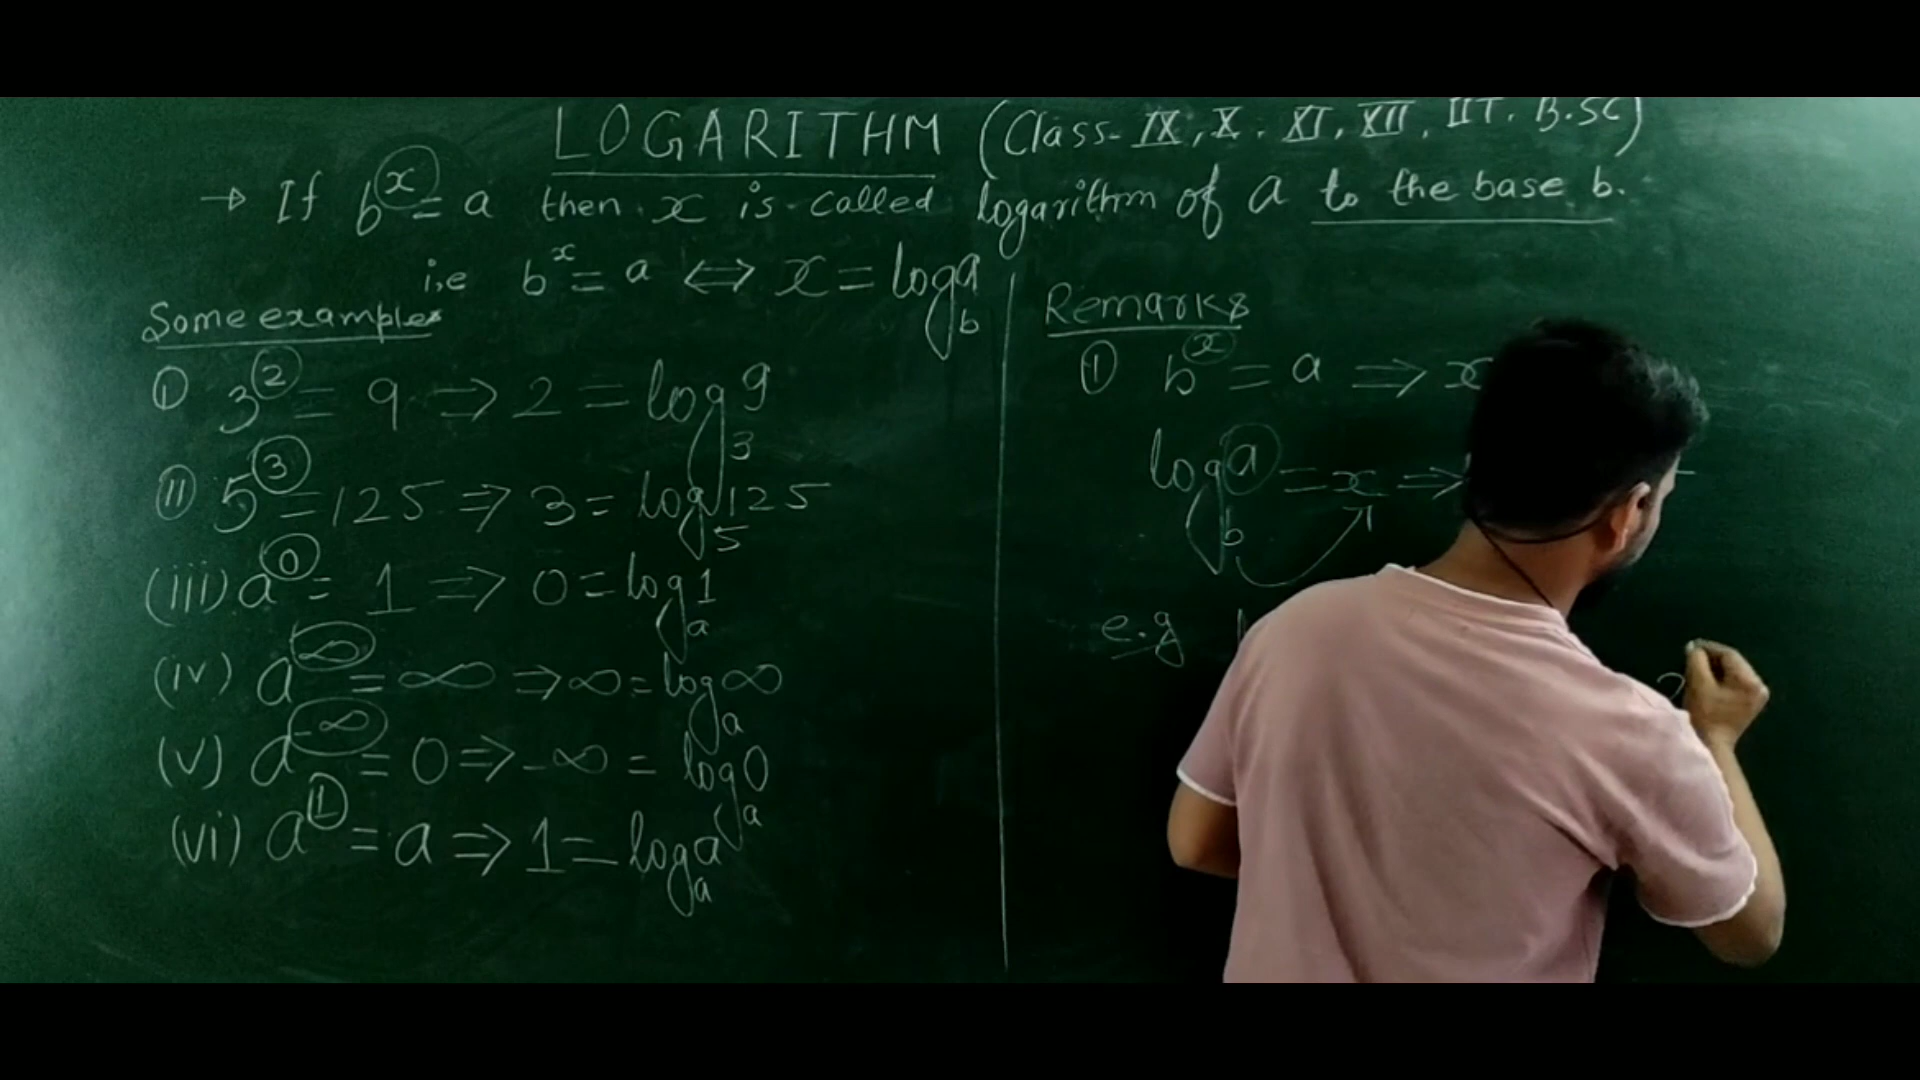 LOGARITHM (Class- IX, X, XI, XII, IIT, B.SC)
→ If b^x = a then x is called logarithm of a to the base b.
i.e b^x = a ⇔ x = log_b a
Some examples
(i) 3^2 = 9 ⇒ 2 = log_3 9
(ii) 5^3 = 125 ⇒ 3 = log_5 125
(iii) a^0 = 1 ⇒ 0 = log_a 1
(iv) a^∞ = ∞ ⇒ ∞ = log_a ∞
(v) a^-∞ = 0 ⇒ -∞ = log_a 0
(vi) a^1 = a ⇒ 1 = log_a a
Remarks
(i) b^x = a ⇒ x
log_b a = x ⇒
e.g